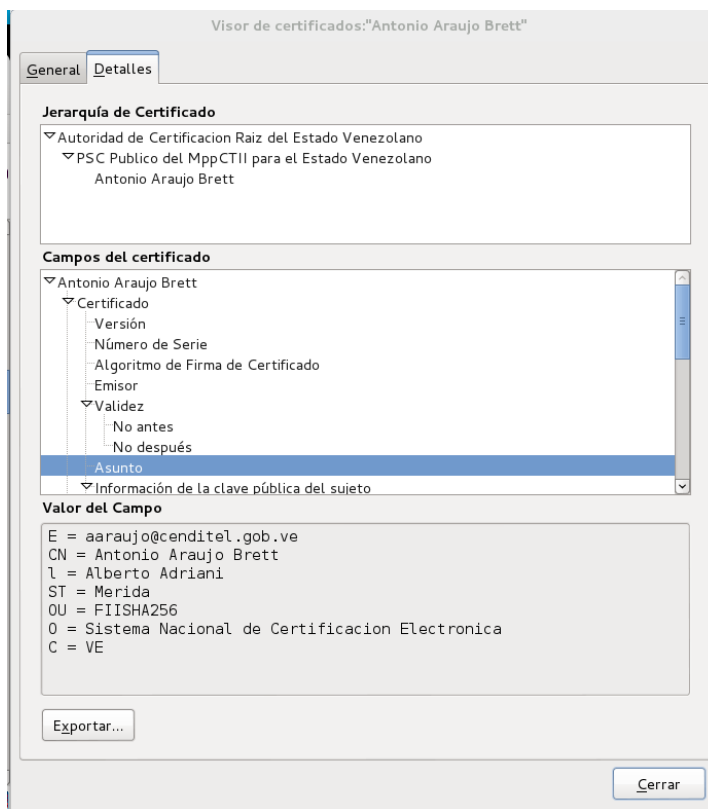 Visor de certificados:"Antonio Araujo Brett"
General Detalles
Jerarquía de Certificado
Autoridad de Certificacion Raiz del Estado Venezolano
PSC Publico del MppCTII para el Estado Venezolano
Antonio Araujo Brett
Campos del certificado
Antonio Araujo Brett
Certificado
Versión
Número de Serie
Algoritmo de Firma de Certificado
Emisor
Validez
No antes
No después
Asunto
Información de la clave pública del sujeto
Valor del Campo
E = aaraujo@cenditel.gob.ve
CN = Antonio Araujo Brett
l = Alberto Adriani
ST = Merida
OU = FIISHA256
O = Sistema Nacional de Certificacion Electronica
C = VE
Exportar...
Cerrar